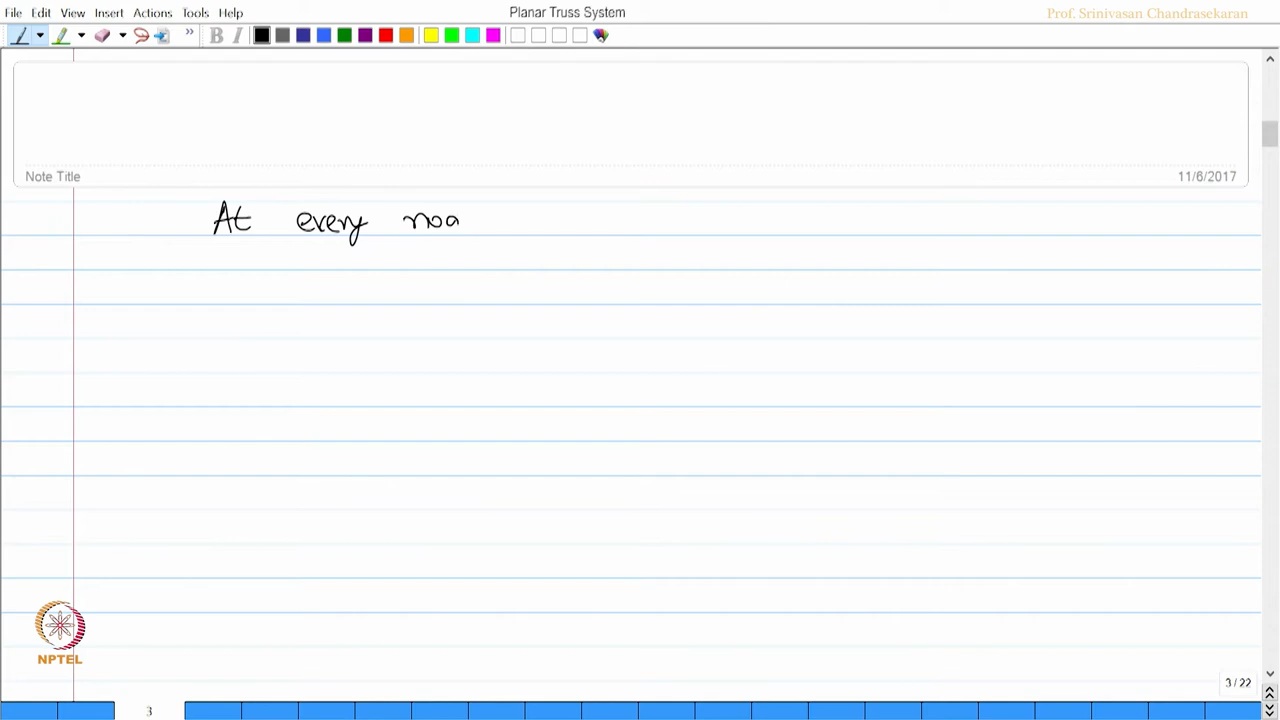 File Edit View Insert Actions Tools Help
Planar Truss System
Prof. Srinivasan Chandrasekaran
B I
Note Title
11/6/2017
At every noa
NPTEL
3 / 22
3